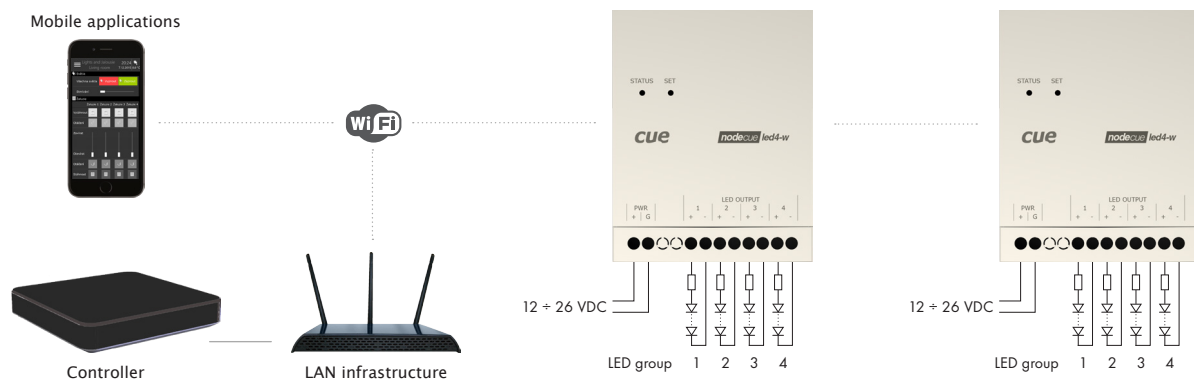 Mobile applications
WiFi
Controller
LAN infrastructure
STATUS SET
cue nodecue led4-w
LED OUTPUT
PWR 1 2 3 4
+ G + - + - + - + -
12 ÷ 26 VDC
LED group 1 2 3 4
STATUS SET
cue nodecue led4-w
LED OUTPUT
PWR 1 2 3 4
+ G + - + - + - + -
12 ÷ 26 VDC
LED group 1 2 3 4